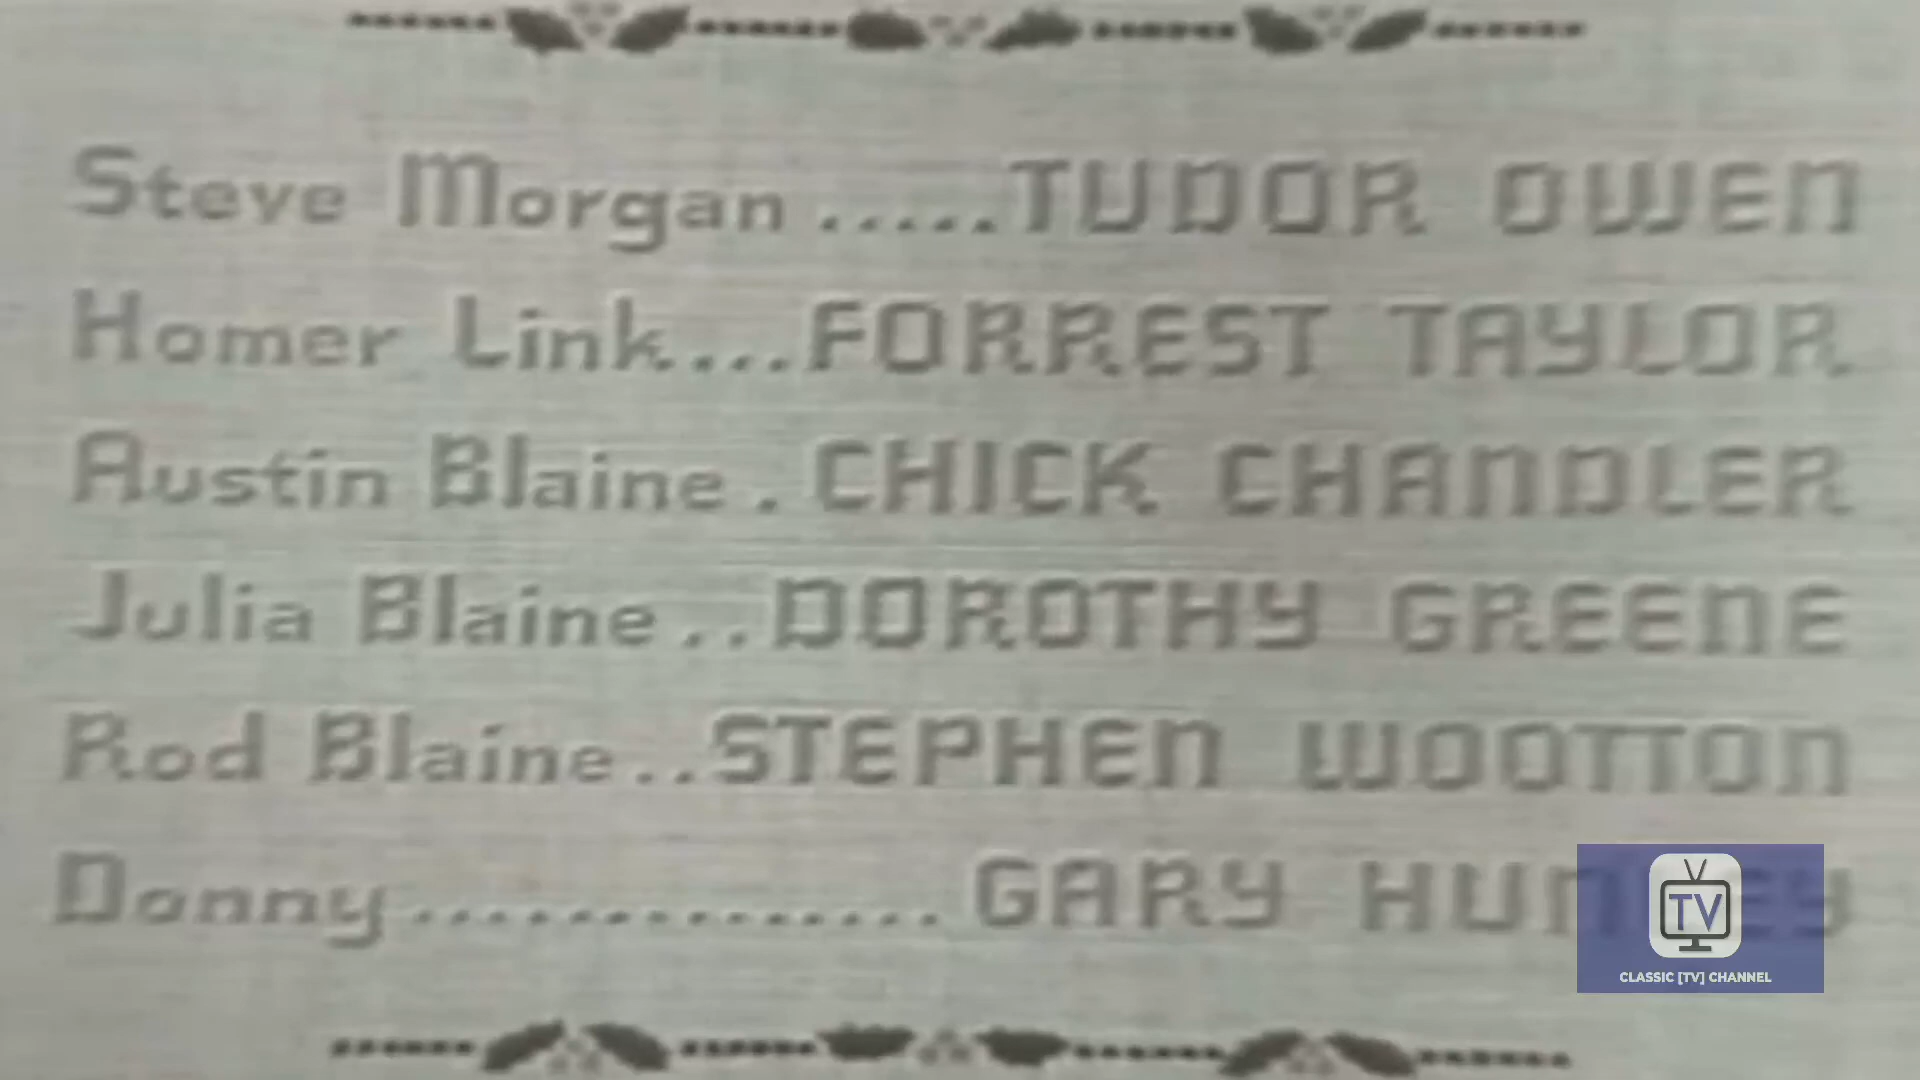 Steve Morgan.....TUDOR OWEN
Homer Link...FORREST TAYLOR
Austin Blaine.CHICK CHANDLER
Julia Blaine..DOROTHY GREENE
Rod Blaine..STEPHEN WOOTTON
Donny...............GARY
TV
CLASSIC [TV] CHANNEL